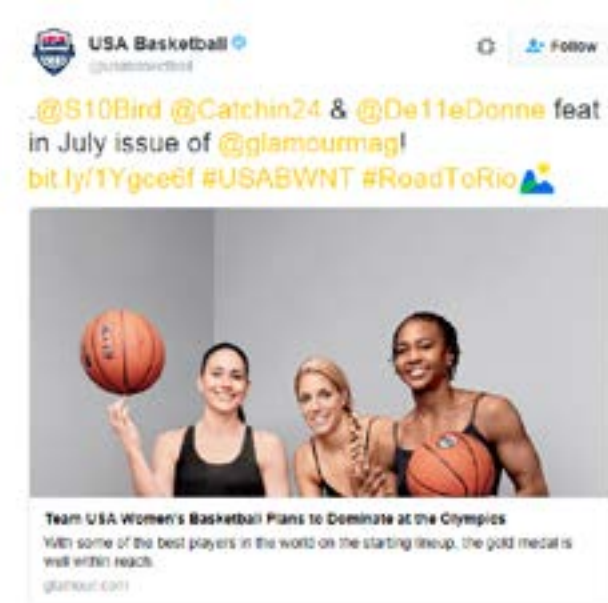 USA Basketball
Follow
.@S10Bird @Catchin24 & @De11eDonne feat
in July issue of @glamourmag!
bit.ly/1Ygce6f #USABWNT #RoadToRio
Team USA Women's Basketball Plans to Dominate at the Olympics
With some of the best players in the world on the starting lineup, the gold medal is
well within reach.
glamour.com